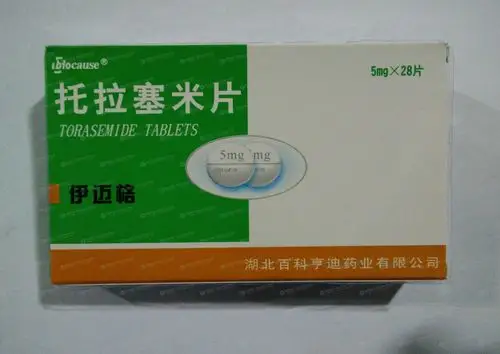 biocause®
5mg×28片
托拉塞米片
TORASEMIDE TABLETS
5mg
mg
伊迈格
湖北百科亨迪药业有限公司